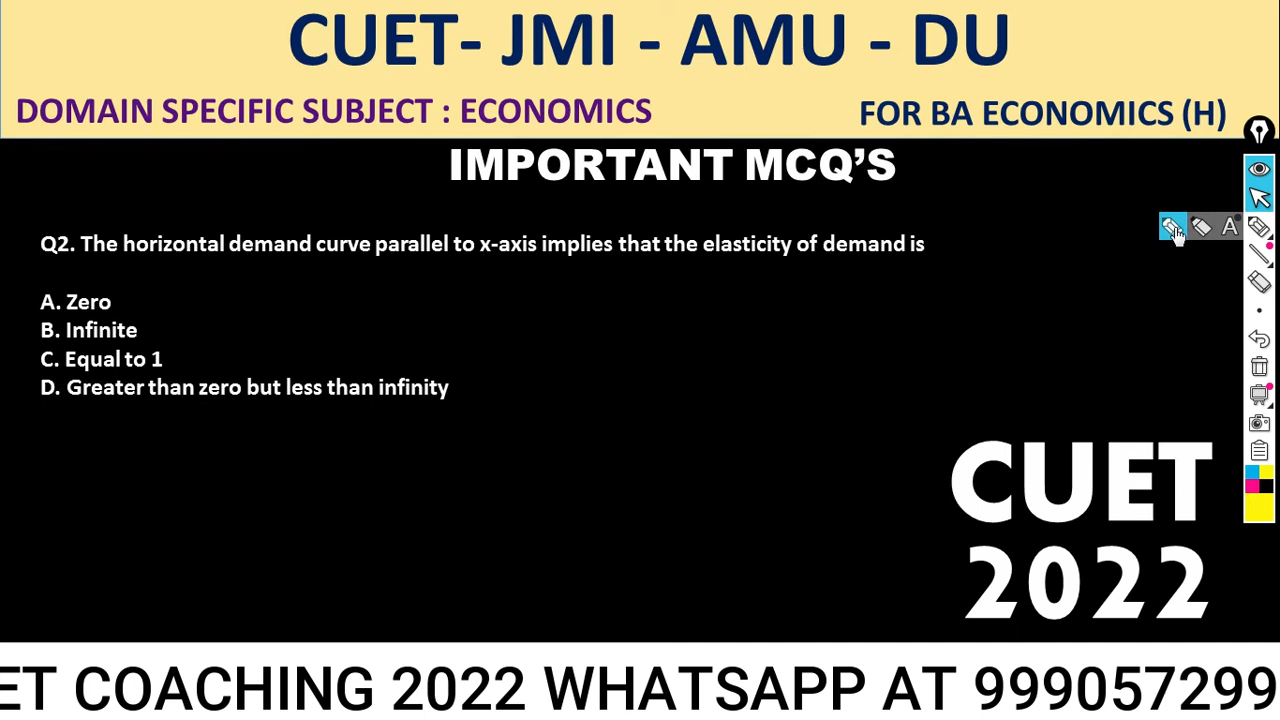 CUET- JMI - AMU - DU
DOMAIN SPECIFIC SUBJECT : ECONOMICS
FOR BA ECONOMICS (H)
IMPORTANT MCQ'S
Q2. The horizontal demand curve parallel to x-axis implies that the elasticity of demand is
A. Zero
B. Infinite
C. Equal to 1
D. Greater than zero but less than infinity
A
CUET
2022
ET COACHING 2022 WHATSAPP AT 999057299